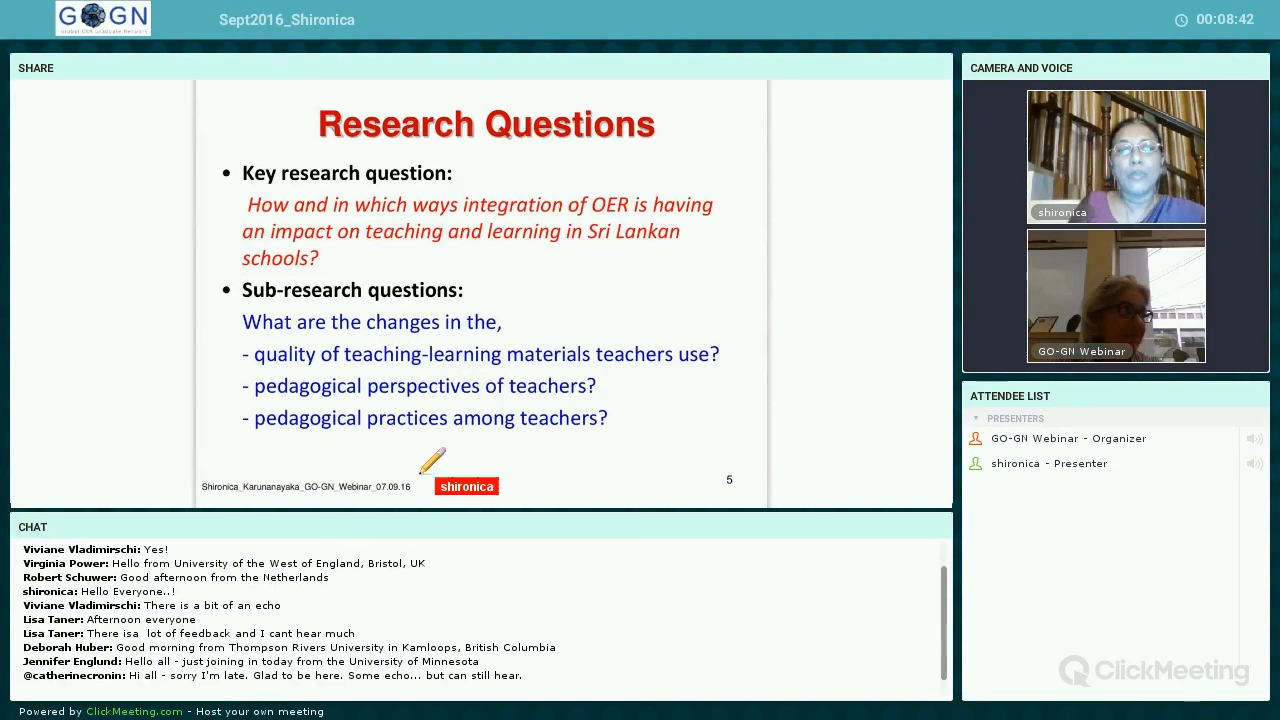 GOGN
Global OER Graduate Network
Sept2016_Shironica
00:08:42
SHARE
Research Questions
• Key research question:
How and in which ways integration of OER is having
an impact on teaching and learning in Sri Lankan
schools?
• Sub-research questions:
What are the changes in the,
- quality of teaching-learning materials teachers use?
- pedagogical perspectives of teachers?
- pedagogical practices among teachers?
Shironica_Karunanayaka_GO-GN_Webinar_07.09.16
shironica
5
CAMERA AND VOICE
shironica
GO-GN Webinar
ATTENDEE LIST
PRESENTERS
GO-GN Webinar - Organizer
shironica - Presenter
CHAT
Viviane Vladimirschi: Yes!
Virginia Power: Hello from University of the West of England, Bristol, UK
Robert Schuwer: Good afternoon from the Netherlands
shironica: Hello Everyone..!
Viviane Vladimirschi: There is a bit of an echo
Lisa Taner: Afternoon everyone
Lisa Taner: There isa lot of feedback and I cant hear much
Deborah Huber: Good morning from Thompson Rivers University in Kamloops, British Columbia
Jennifer Englund: Hello all - just joining in today from the University of Minnesota
@catherinecronin: Hi all - sorry I'm late. Glad to be here. Some echo... but can still hear.
ClickMeeting
Powered by ClickMeeting.com - Host your own meeting